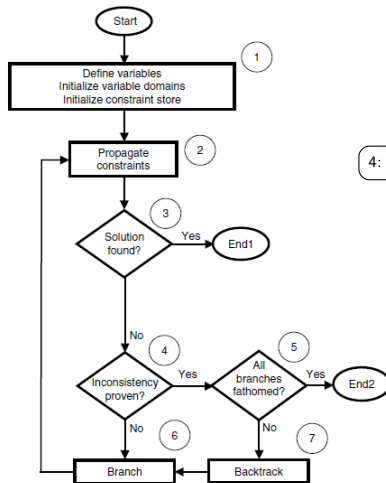 Start
1
Define variables
Initialize variable domains
Initialize constraint store
2
Propagate
constraints
4:
3
Solution
found?
Yes
End1
No
4
Inconsistency
proven?
Yes
5
All
branches
fathomed?
Yes
End2
No
6
No
7
Branch
Backtrack